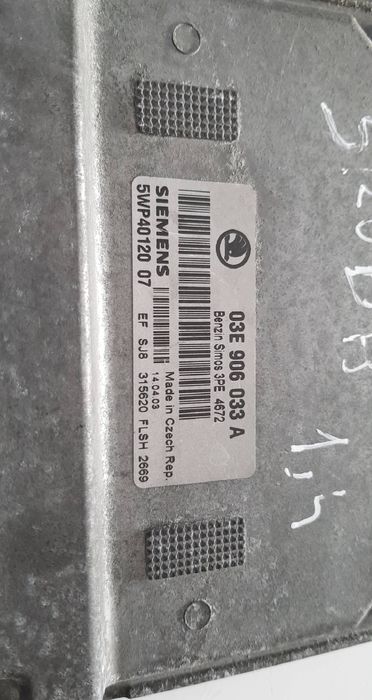 03E 906 033 A
Benzin Simos 3PE 4672
SIEMENS
5WP40120 07
Made in Czech Rep.
14.04.03
EF SJ8 315620 FLSH 2669
1,4